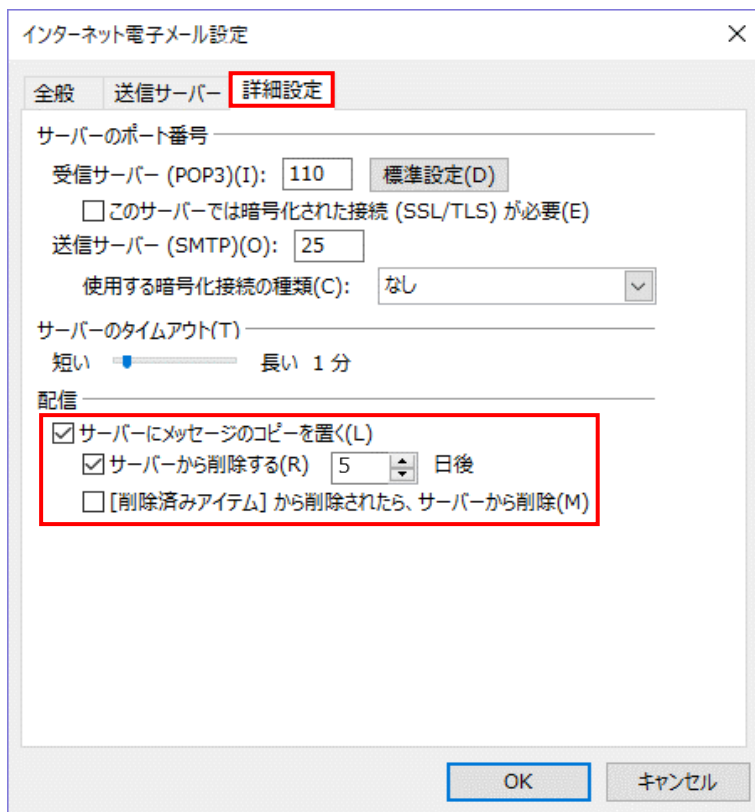 インターネット電子メール設定
全般 送信サーバー 詳細設定
サーバーのポート番号
受信サーバー (POP3)(I): 110 標準設定(D)
このサーバーでは暗号化された接続 (SSL/TLS) が必要(E)
送信サーバー (SMTP)(O): 25
使用する暗号化接続の種類(C): なし
サーバーのタイムアウト(T)
短い 長い 1 分
配信
サーバーにメッセージのコピーを置く(L)
サーバーから削除する(R) 5 日後
[削除済みアイテム] から削除されたら、サーバーから削除(M)
OK キャンセル